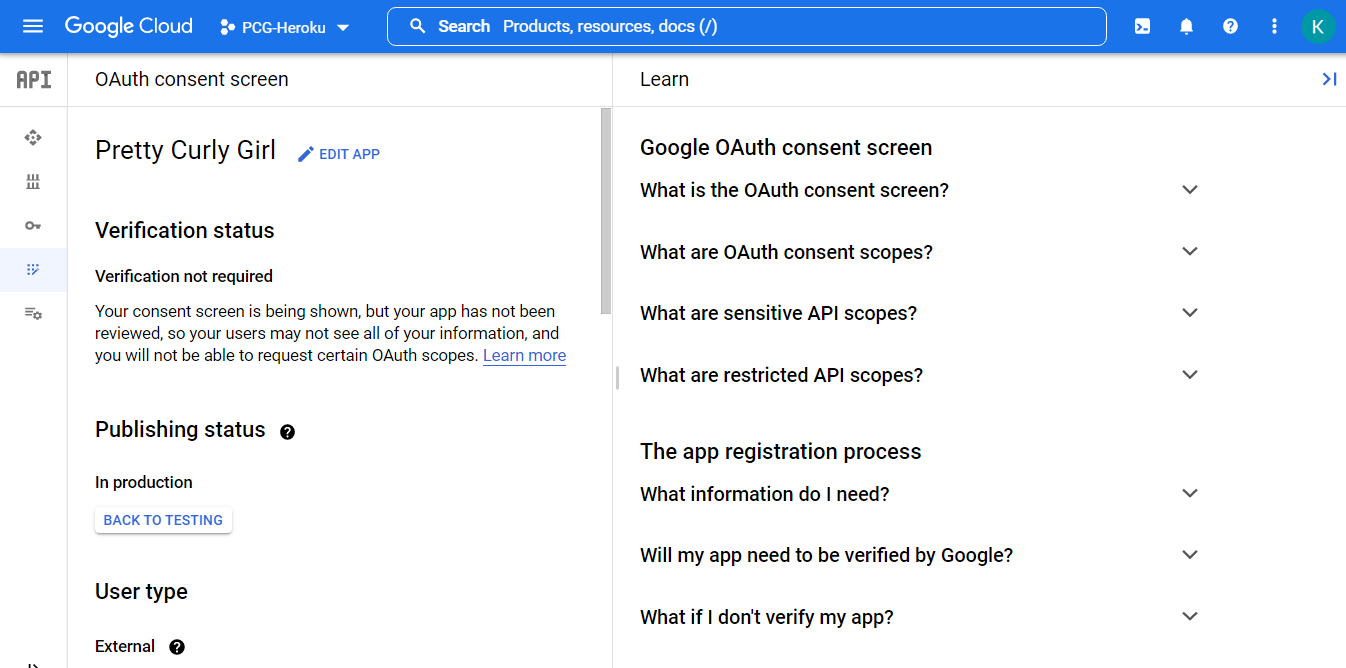 Google Cloud
PCG-Heroku
Search Products, resources, docs (/)
K
API
OAuth consent screen
Learn
Pretty Curly Girl
EDIT APP
Verification status
Verification not required
Your consent screen is being shown, but your app has not been
reviewed, so your users may not see all of your information, and
you will not be able to request certain OAuth scopes. Learn more
Publishing status
In production
BACK TO TESTING
User type
External
Google OAuth consent screen
What is the OAuth consent screen?
What are OAuth consent scopes?
What are sensitive API scopes?
What are restricted API scopes?
The app registration process
What information do I need?
Will my app need to be verified by Google?
What if I don't verify my app?